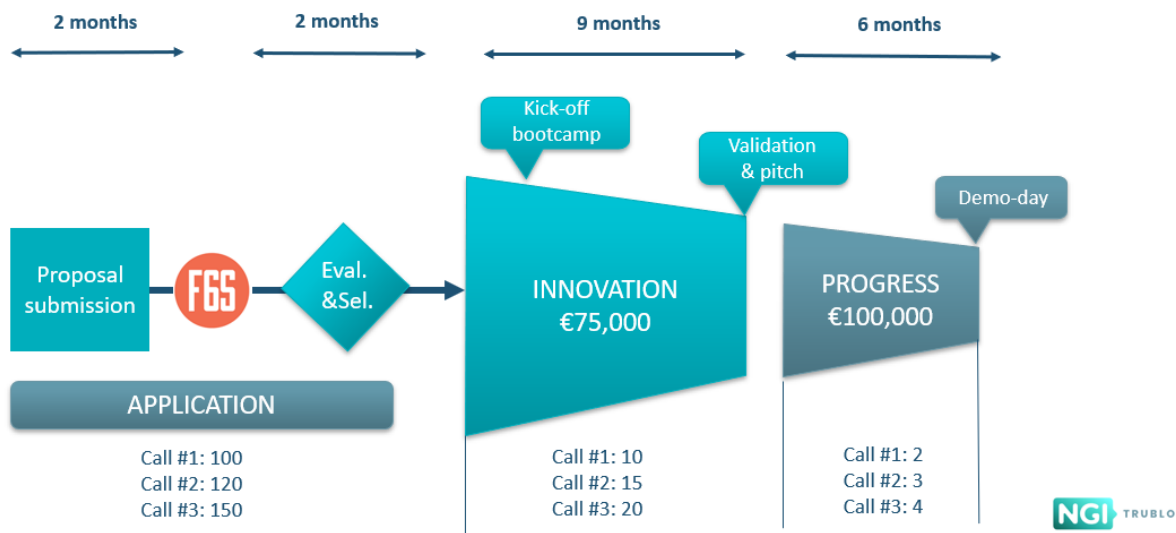 2 months
2 months
9 months
6 months
Kick-off
bootcamp
Validation
& pitch
Demo-day
Proposal
submission
F6S
Eval.
&Sel.
INNOVATION
€75,000
PROGRESS
€100,000
APPLICATION
Call #1: 100
Call #2: 120
Call #3: 150
Call #1: 10
Call #2: 15
Call #3: 20
Call #1: 2
Call #2: 3
Call #3: 4
NGI TRUBLO